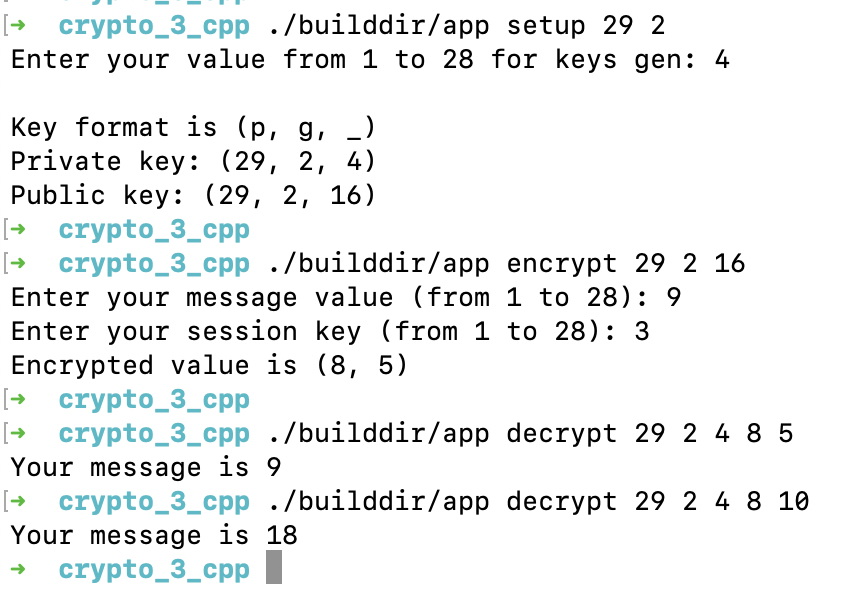 [➜ crypto_3_cpp ./builddir/app setup 29 2
Enter your value from 1 to 28 for keys gen: 4
Key format is (p, g, _)
Private key: (29, 2, 4)
Public key: (29, 2, 16)
[➜ crypto_3_cpp
[➜ crypto_3_cpp ./builddir/app encrypt 29 2 16
Enter your message value (from 1 to 28): 9
Enter your session key (from 1 to 28): 3
Encrypted value is (8, 5)
[➜ crypto_3_cpp
[➜ crypto_3_cpp ./builddir/app decrypt 29 2 4 8 5
Your message is 9
[➜ crypto_3_cpp ./builddir/app decrypt 29 2 4 8 10
Your message is 18
➜ crypto_3_cpp